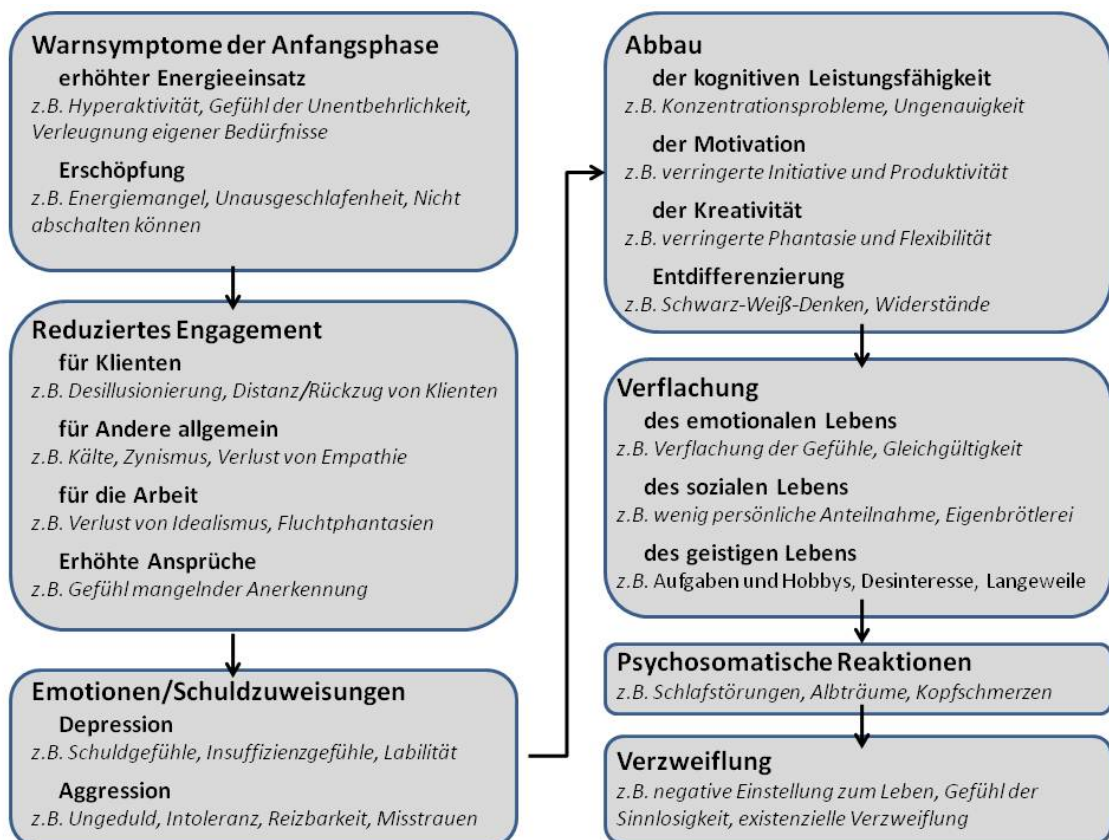 Warnsymptome der Anfangsphase
erhöhter Energieeinsatz
z.B. Hyperaktivität, Gefühl der Unentbehrlichkeit,
Verleugnung eigener Bedürfnisse
Erschöpfung
z.B. Energiemangel, Unausgeschlafenheit, Nicht
abschalten können
Reduziertes Engagement
für Klienten
z.B. Desillusionierung, Distanz/Rückzug von Klienten
für Andere allgemein
z.B. Kälte, Zynismus, Verlust von Empathie
für die Arbeit
z.B. Verlust von Idealismus, Fluchtphantasien
Erhöhte Ansprüche
z.B. Gefühl mangelnder Anerkennung
Emotionen/Schuldzuweisungen
Depression
z.B. Schuldgefühle, Insuffizienzgefühle, Labilität
Aggression
z.B. Ungeduld, Intoleranz, Reizbarkeit, Misstrauen
Abbau
der kognitiven Leistungsfähigkeit
z.B. Konzentrationsprobleme, Ungenauigkeit
der Motivation
z.B. verringerte Initiative und Produktivität
der Kreativität
z.B. verringerte Phantasie und Flexibilität
Entdifferenzierung
z.B. Schwarz-Weiß-Denken, Widerstände
Verflachung
des emotionalen Lebens
z.B. Verflachung der Gefühle, Gleichgültigkeit
des sozialen Lebens
z.B. wenig persönliche Anteilnahme, Eigenbrötlerei
des geistigen Lebens
z.B. Aufgaben und Hobbys, Desinteresse, Langeweile
Psychosomatische Reaktionen
z.B. Schlafstörungen, Albträume, Kopfschmerzen
Verzweiflung
z.B. negative Einstellung zum Leben, Gefühl der
Sinnlosigkeit, existenzielle Verzweiflung